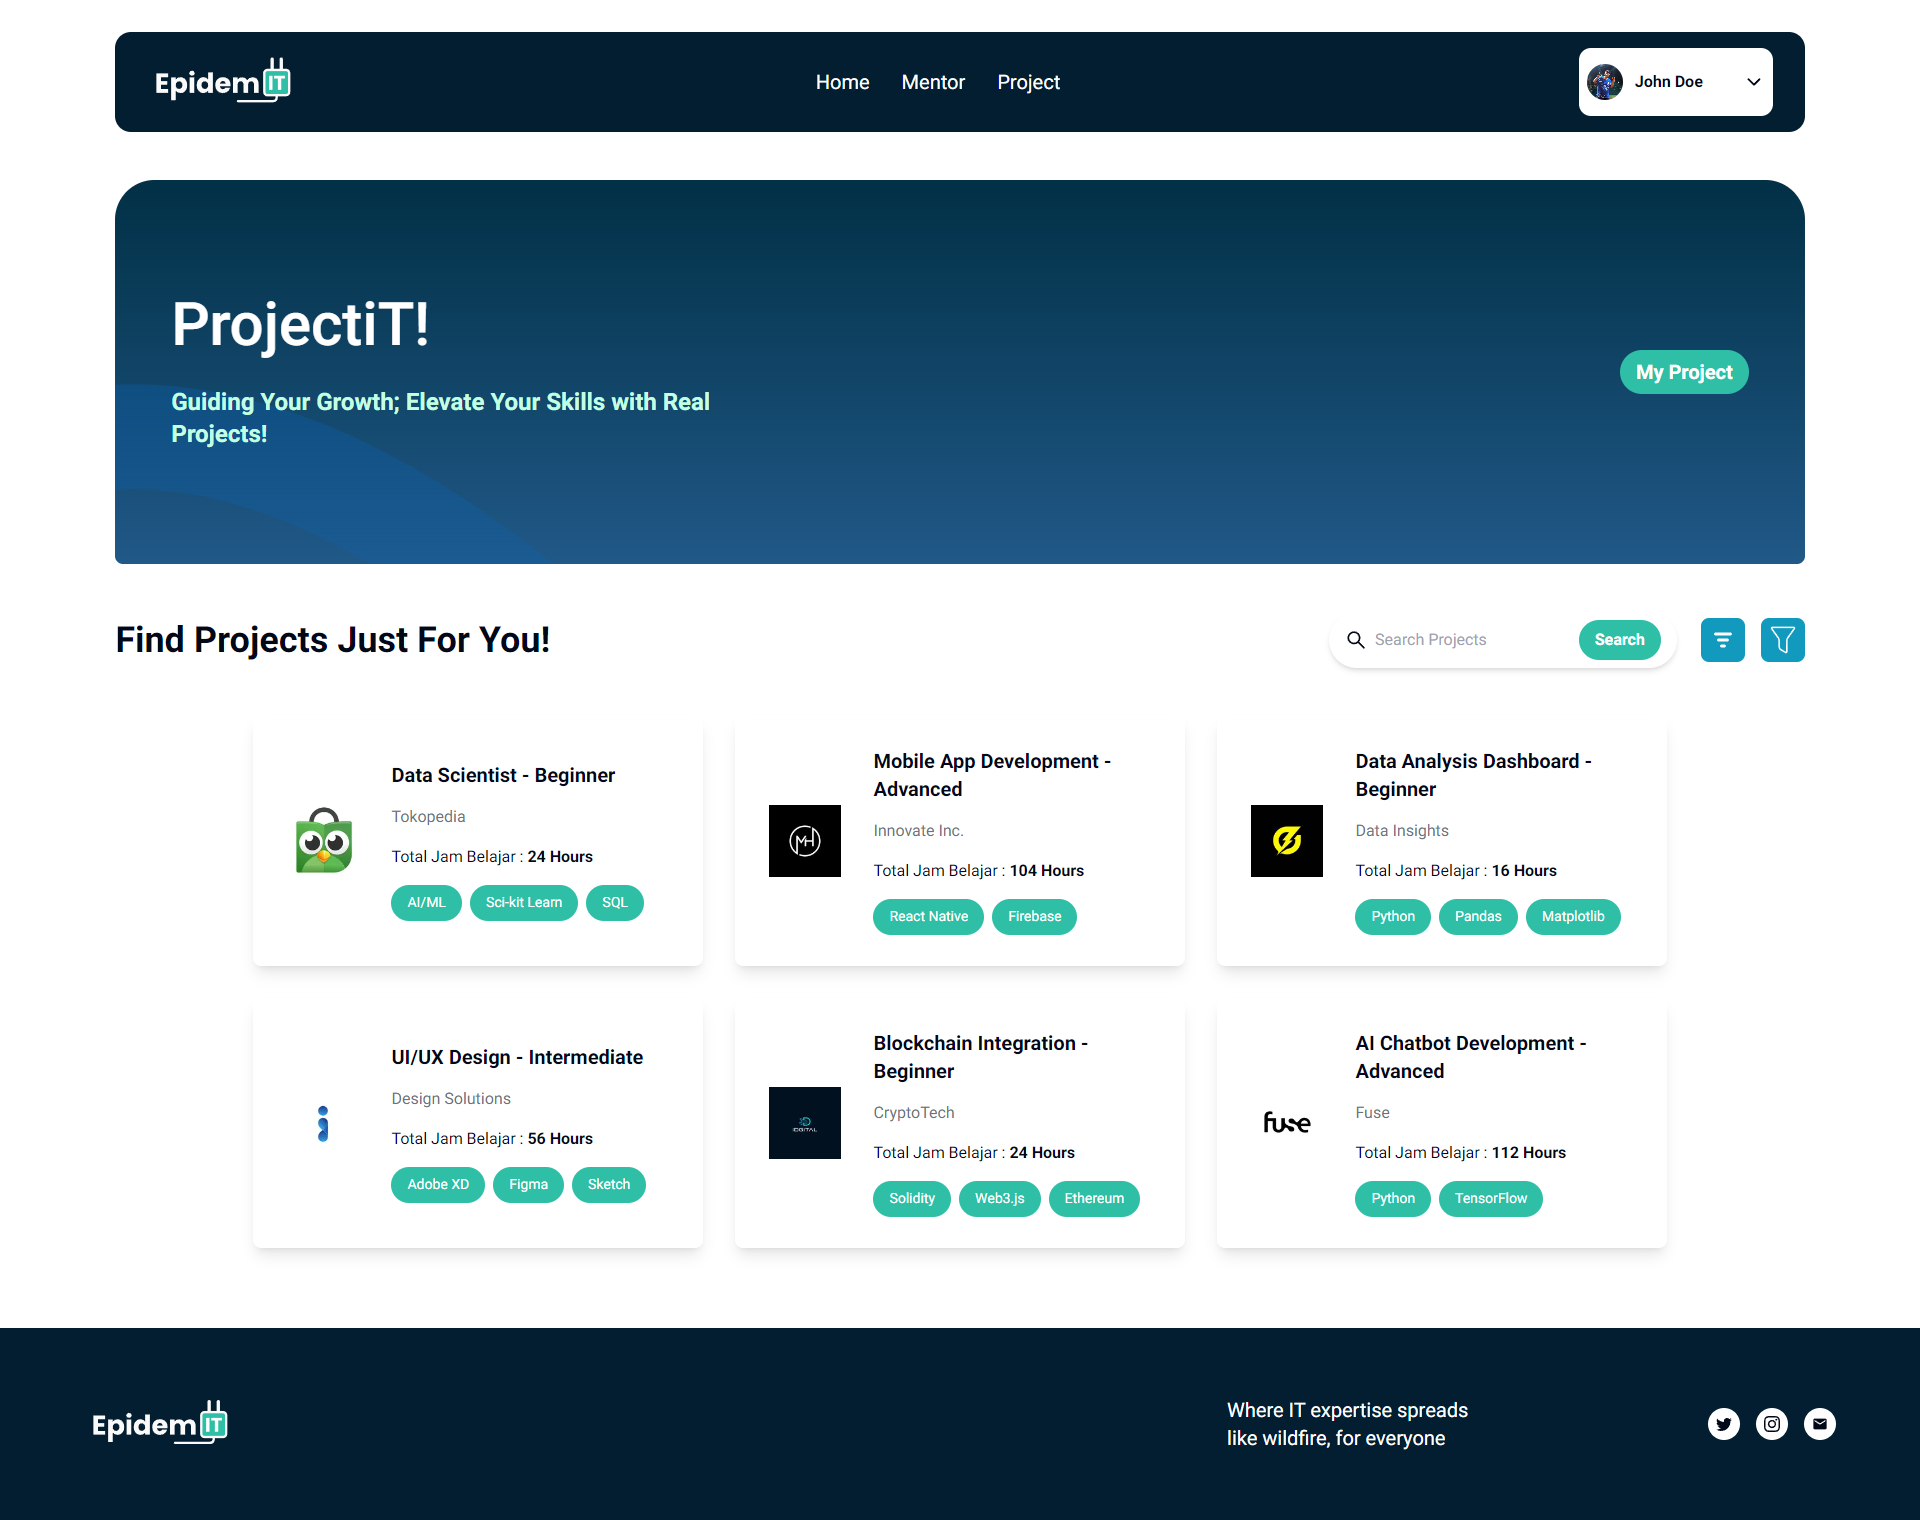 Epidem IT
Home
Mentor
Project
John Doe
ProjectiT!
Guiding Your Growth; Elevate Your Skills with Real
Projects!
My Project
Find Projects Just For You!
Search Projects
Search
Data Scientist - Beginner
Tokopedia
Total Jam Belajar : 24 Hours
AI/ML
Sci-kit Learn
SQL
MH
Mobile App Development -
Advanced
Innovate Inc.
Total Jam Belajar : 104 Hours
React Native
Firebase
Data Analysis Dashboard -
Beginner
Data Insights
Total Jam Belajar : 16 Hours
Python
Pandas
Matplotlib
UI/UX Design - Intermediate
Design Solutions
Total Jam Belajar : 56 Hours
Adobe XD
Figma
Sketch
Blockchain Integration -
Beginner
CryptoTech
Total Jam Belajar : 24 Hours
Solidity
Web3.js
Ethereum
fuse
AI Chatbot Development -
Advanced
Fuse
Total Jam Belajar : 112 Hours
Python
TensorFlow
Epidem IT
Where IT expertise spreads
like wildfire, for everyone